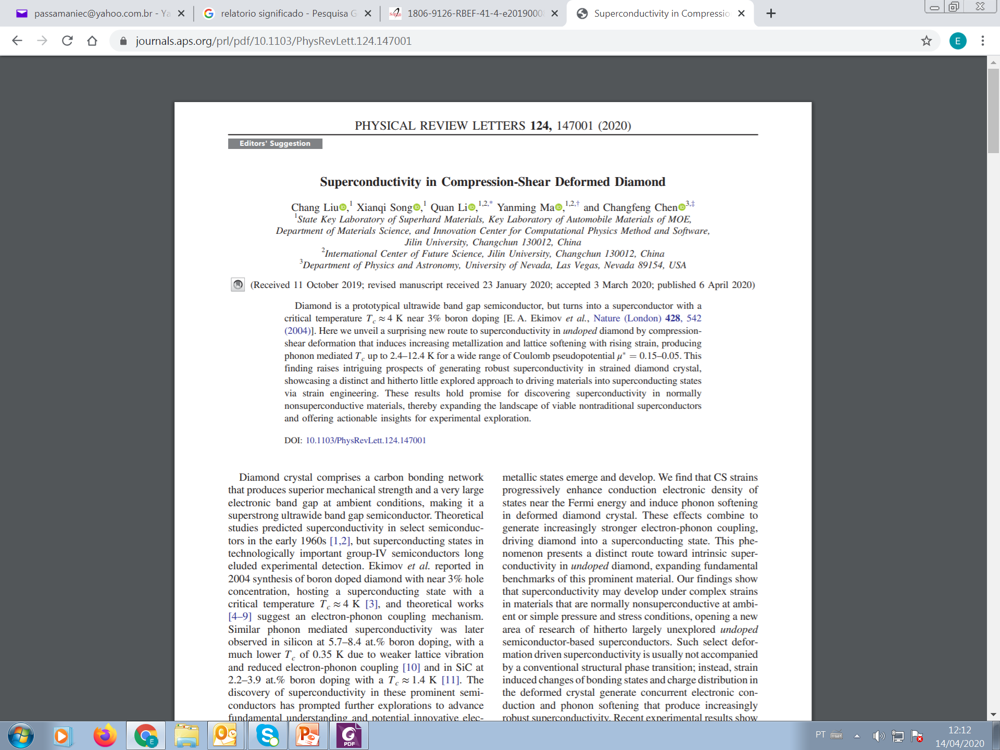 passamaniec@yahoo.com.br - Ya
relatorio significado - Pesquisa G
1806-9126-RBEF-41-4-e2019000
Superconductivity in Compressio
journals.aps.org/prl/pdf/10.1103/PhysRevLett.124.147001
E
PHYSICAL REVIEW LETTERS 124, 147001 (2020)
Editors' Suggestion
Superconductivity in Compression-Shear Deformed Diamond
Chang Liu,1 Xianqi Song,1 Quan Li,1,2,* Yanming Ma,1,2,† and Changfeng Chen3,‡
1State Key Laboratory of Superhard Materials, Key Laboratory of Automobile Materials of MOE,
Department of Materials Science, and Innovation Center for Computational Physics Method and Software,
Jilin University, Changchun 130012, China
2International Center of Future Science, Jilin University, Changchun 130012, China
3Department of Physics and Astronomy, University of Nevada, Las Vegas, Nevada 89154, USA
(Received 11 October 2019; revised manuscript received 23 January 2020; accepted 3 March 2020; published 6 April 2020)
Diamond is a prototypical ultrawide band gap semiconductor, but turns into a superconductor with a
critical temperature Tc ≈ 4 K near 3% boron doping [E. A. Ekimov et al., Nature (London) 428, 542
(2004)]. Here we unveil a surprising new route to superconductivity in undoped diamond by compression-
shear deformation that induces increasing metallization and lattice softening with rising strain, producing
phonon mediated Tc up to 2.4–12.4 K for a wide range of Coulomb pseudopotential μ* = 0.15–0.05. This
finding raises intriguing prospects of generating robust superconductivity in strained diamond crystal,
showcasing a distinct and hitherto little explored approach to driving materials into superconducting states
via strain engineering. These results hold promise for discovering superconductivity in normally
nonsuperconductive materials, thereby expanding the landscape of viable nontraditional superconductors
and offering actionable insights for experimental exploration.
DOI: 10.1103/PhysRevLett.124.147001
Diamond crystal comprises a carbon bonding network
that produces superior mechanical strength and a very large
electronic band gap at ambient conditions, making it a
superstrong ultrawide band gap semiconductor. Theoretical
studies predicted superconductivity in select semiconduc-
tors in the early 1960s [1,2], but superconducting states in
technologically important group-IV semiconductors long
eluded experimental detection. Ekimov et al. reported in
2004 synthesis of boron doped diamond with near 3% hole
concentration, hosting a superconducting state with a
critical temperature Tc ≈ 4 K [3], and theoretical works
[4–9] suggest an electron-phonon coupling mechanism.
Similar phonon mediated superconductivity was later
observed in silicon at 5.7–8.4 at.% boron doping, with a
much lower Tc of 0.35 K due to weaker lattice vibration
and reduced electron-phonon coupling [10] and in SiC at
2.2–3.9 at.% boron doping with a Tc ≈ 1.4 K [11]. The
discovery of superconductivity in these prominent semi-
conductors has prompted further explorations to advance
fundamental understanding and potential innovative elec-
metallic states emerge and develop. We find that CS strains
progressively enhance conduction electronic density of
states near the Fermi energy and induce phonon softening
in deformed diamond crystal. These effects combine to
generate increasingly stronger electron-phonon coupling,
driving diamond into a superconducting state. This phe-
nomenon presents a distinct route toward intrinsic super-
conductivity in undoped diamond, expanding fundamental
benchmarks of this prominent material. Our findings show
that superconductivity may develop under complex strains
in materials that are normally nonsuperconductive at ambi-
ent or simple pressure and stress conditions, opening a new
area of research of hitherto largely unexplored undoped
semiconductor-based superconductors. Such select defor-
mation driven superconductivity is usually not accompanied
by a conventional structural phase transition; instead, strain
induced changes of bonding states and charge distribution in
the deformed crystal generate concurrent electronic con-
duction and phonon softening that produce increasingly
robust superconductivity. Recent experimental results show
PDF
PT
12:12
14/04/2020